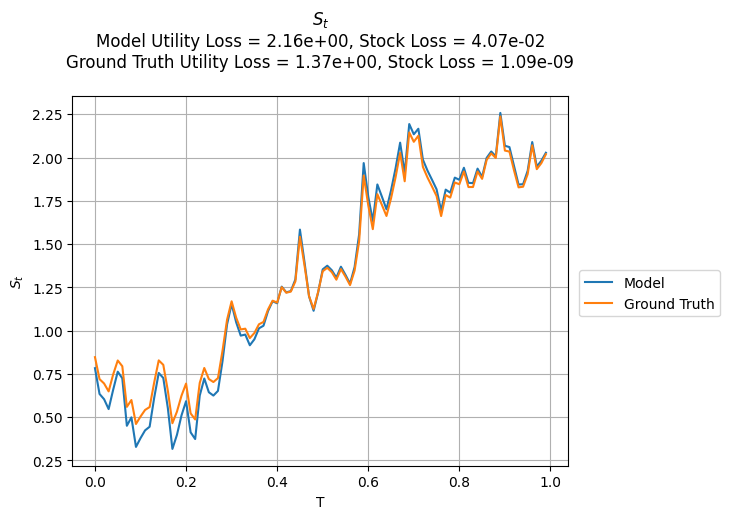 S_t
Model Utility Loss = 2.16e+00, Stock Loss = 4.07e-02
Ground Truth Utility Loss = 1.37e+00, Stock Loss = 1.09e-09
2.25
2.00
1.75
1.50
1.25
1.00
0.75
0.50
0.25
S_t
0.0 0.2 0.4 0.6 0.8 1.0
T
Model
Ground Truth